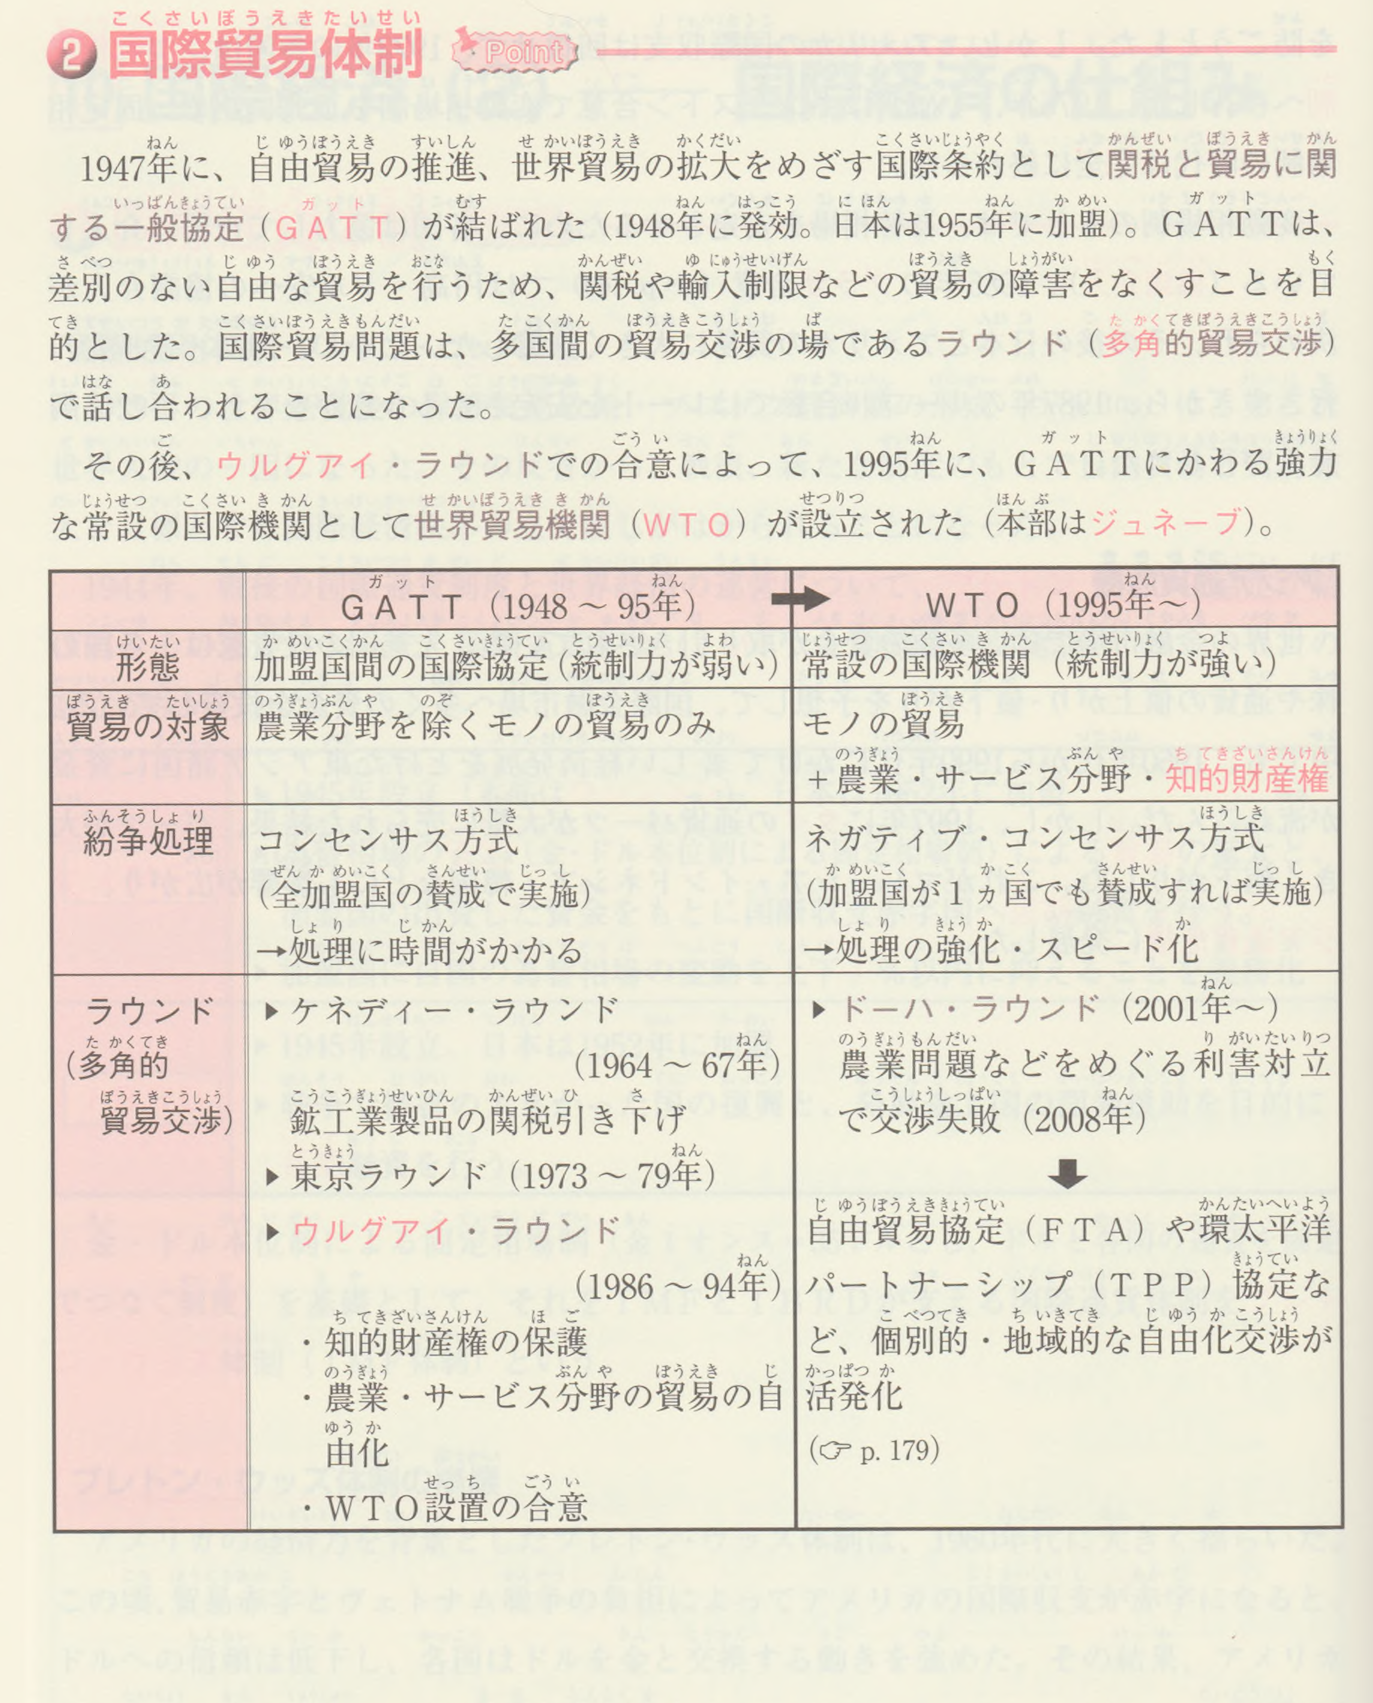 ❷国際貿易体制 Point
1947年に、自由貿易の推進、世界貿易の拡大をめざす国際条約として関税と貿易に関
する一般協定（ＧＡＴＴ）が結ばれた（1948年に発効。日本は1955年に加盟）。ＧＡＴＴは、
差別のない自由な貿易を行うため、関税や輸入制限などの貿易の障害をなくすことを目
的とした。国際貿易問題は、多国間の貿易交渉の場であるラウンド（多角的貿易交渉）
で話し合われることになった。
その後、ウルグアイ・ラウンドでの合意によって、1995年に、ＧＡＴＴにかわる強力
な常設の国際機関として世界貿易機関（ＷＴＯ）が設立された（本部はジュネーブ）。
ＧＡＴＴ（1948～95年） ➡ ＷＴＯ（1995年～）
形態 加盟国間の国際協定（統制力が弱い） 常設の国際機関（統制力が強い）
貿易の対象 農業分野を除くモノの貿易のみ モノの貿易
＋農業・サービス分野・知的財産権
紛争処理 コンセンサス方式 ネガティブ・コンセンサス方式
（全加盟国の賛成で実施） （加盟国が１ヵ国でも賛成すれば実施）
→処理に時間がかかる →処理の強化・スピード化
ラウンド
（多角的
貿易交渉）
▶ケネディー・ラウンド
（1964～67年）
鉱工業製品の関税引き下げ
▶東京ラウンド（1973～79年）
▶ウルグアイ・ラウンド
（1986～94年）
・知的財産権の保護
・農業・サービス分野の貿易の自
由化
・ＷＴＯ設置の合意
▶ドーハ・ラウンド（2001年～）
農業問題などをめぐる利害対立
で交渉失敗（2008年）
⬇
自由貿易協定（ＦＴＡ）や環太平洋
パートナーシップ（ＴＰＰ）協定な
ど、個別的・地域的な自由化交渉が
活発化
（☞ p. 179）